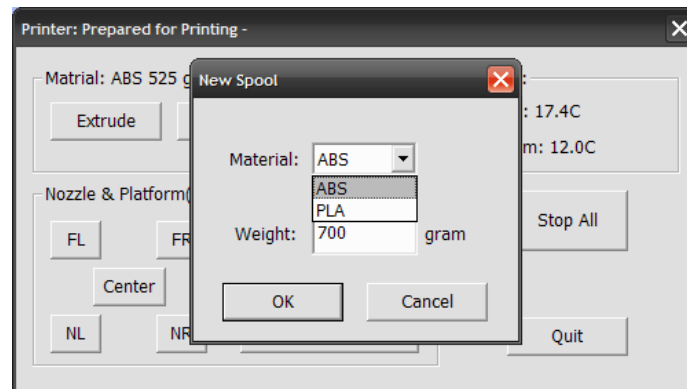 Printer: Prepared for Printing -
Matrial: ABS 525 g
Extrude
: 17.4C
m: 12.0C
New Spool
Material: ABS
ABS
PLA
Weight: 700 gram
OK Cancel
Nozzle & Platform(
FL FR
Center
NL NR
Stop All
Quit